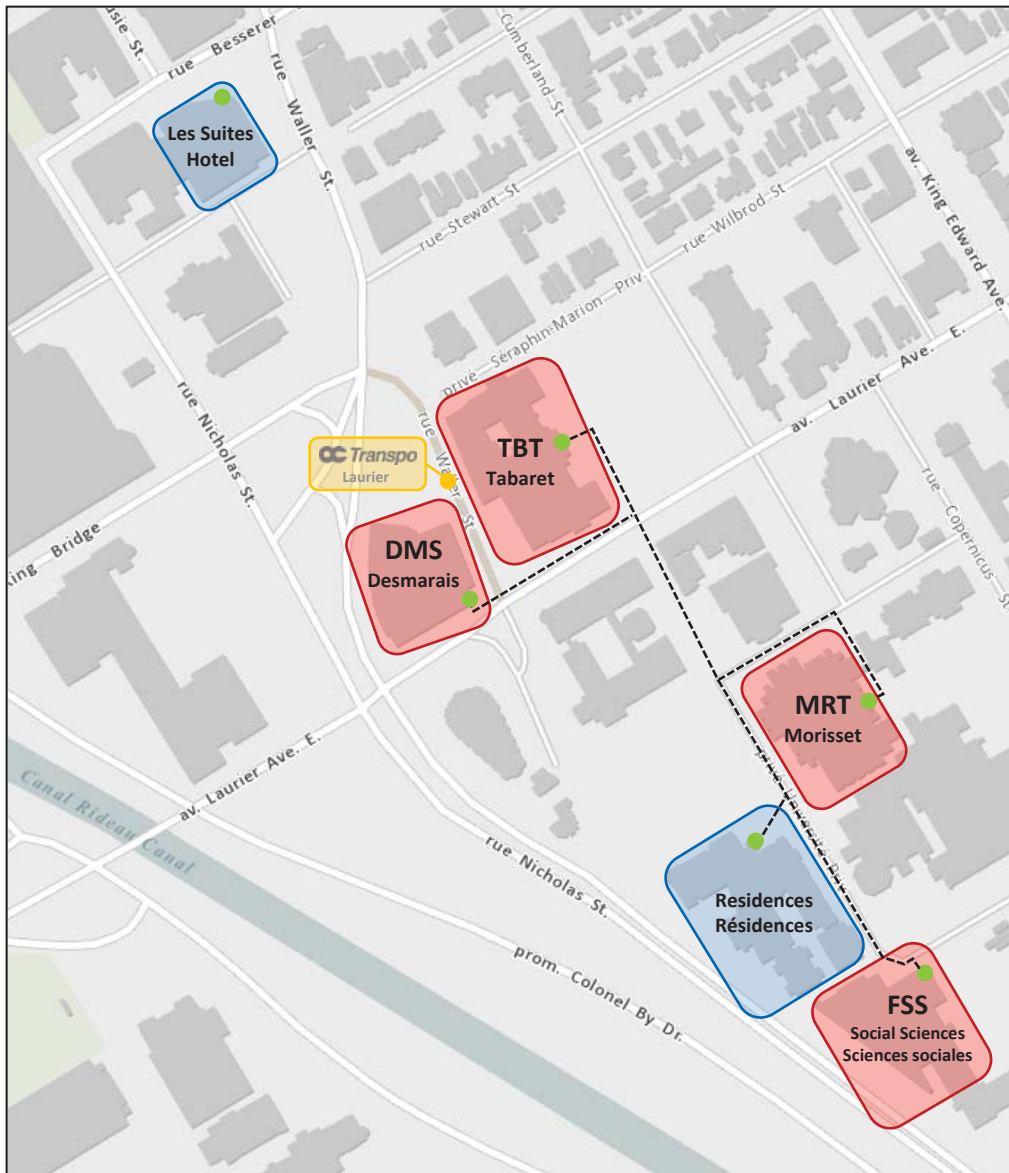 rue Besserer
rue Waller St.
Cumberland St
Les Suites
Hotel
av. King Edward Ave.
rue Stewart St
rue Wilbrod St
privé Séraphin-Marion Priv
rue Nicholas St.
av. Laurier Ave. E.
TBT
Tabaret
OC Transpo
Laurier
rue Waller St
rue Copernicus St
DMS
Desmarais
Bridge
MRT
Morisset
av. Laurier Ave. E.
Canal Rideau Canal
rue Nicholas St.
Residences
Résidences
prom. Colonel By Dr.
FSS
Social Sciences
Sciences sociales